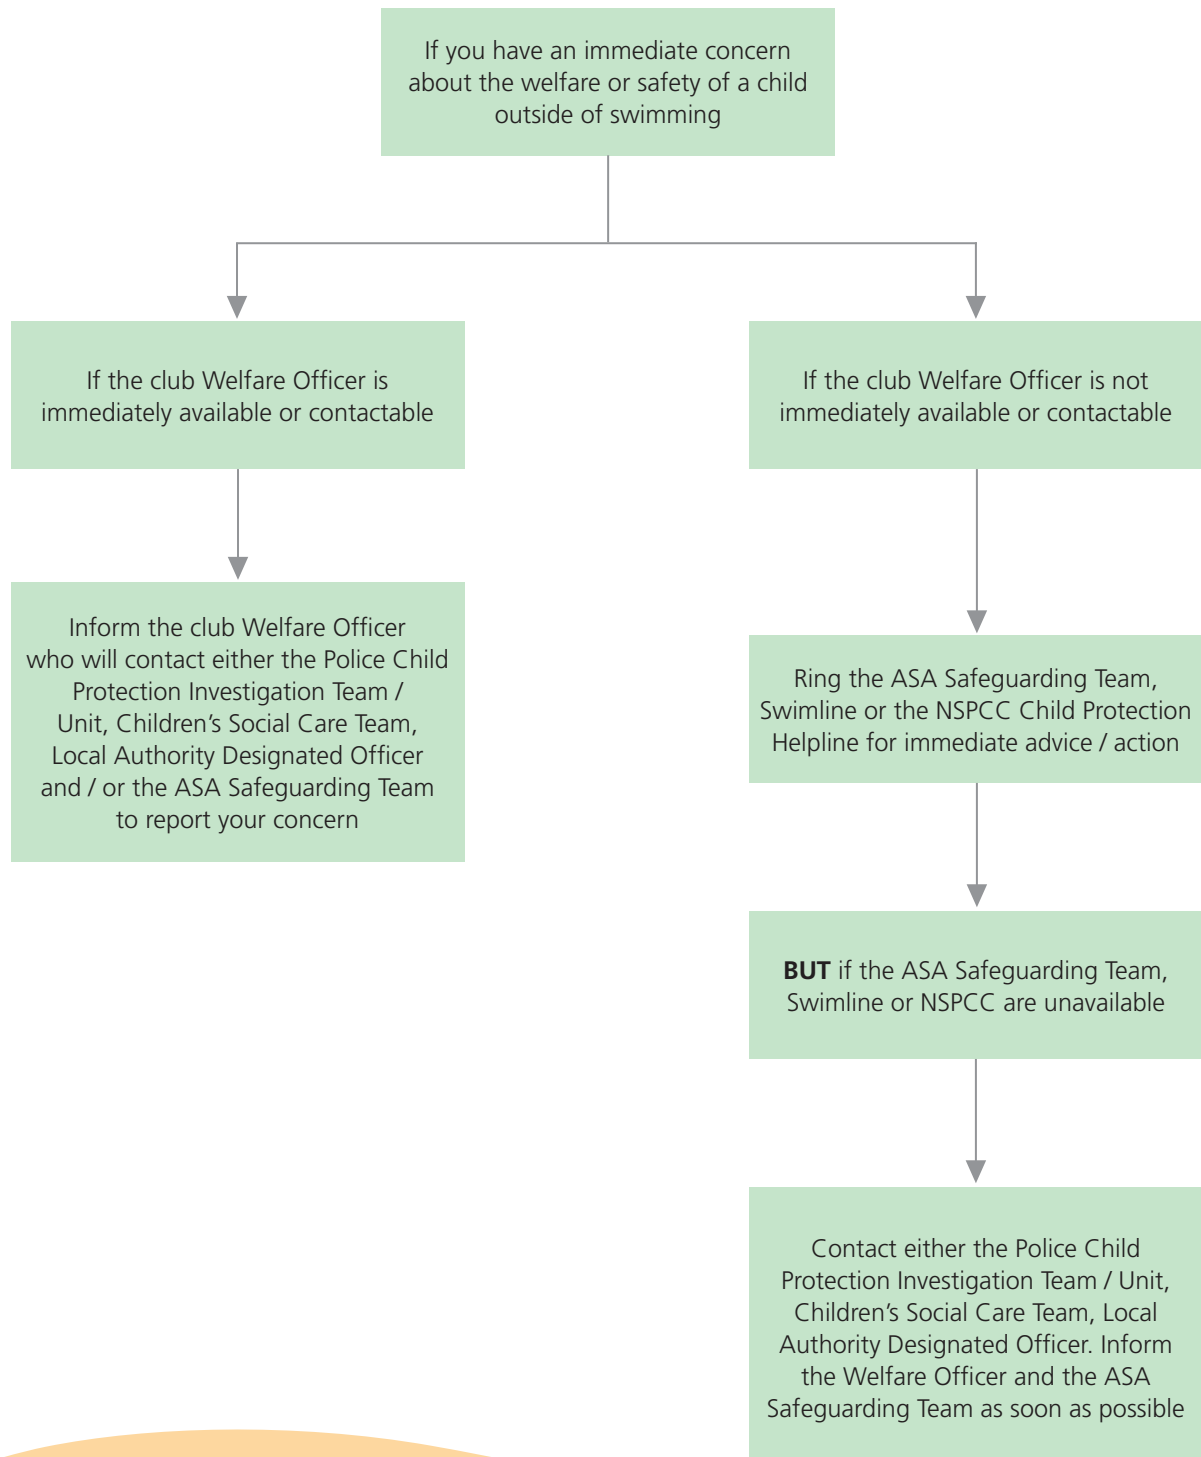 If you have an immediate concern
about the welfare or safety of a child
outside of swimming
If the club Welfare Officer is
immediately available or contactable
If the club Welfare Officer is not
immediately available or contactable
Inform the club Welfare Officer
who will contact either the Police Child
Protection Investigation Team /
Unit, Children’s Social Care Team,
Local Authority Designated Officer
and / or the ASA Safeguarding Team
to report your concern
Ring the ASA Safeguarding Team,
Swimline or the NSPCC Child Protection
Helpline for immediate advice / action
BUT if the ASA Safeguarding Team,
Swimline or NSPCC are unavailable
Contact either the Police Child
Protection Investigation Team / Unit,
Children’s Social Care Team, Local
Authority Designated Officer. Inform
the Welfare Officer and the ASA
Safeguarding Team as soon as possible